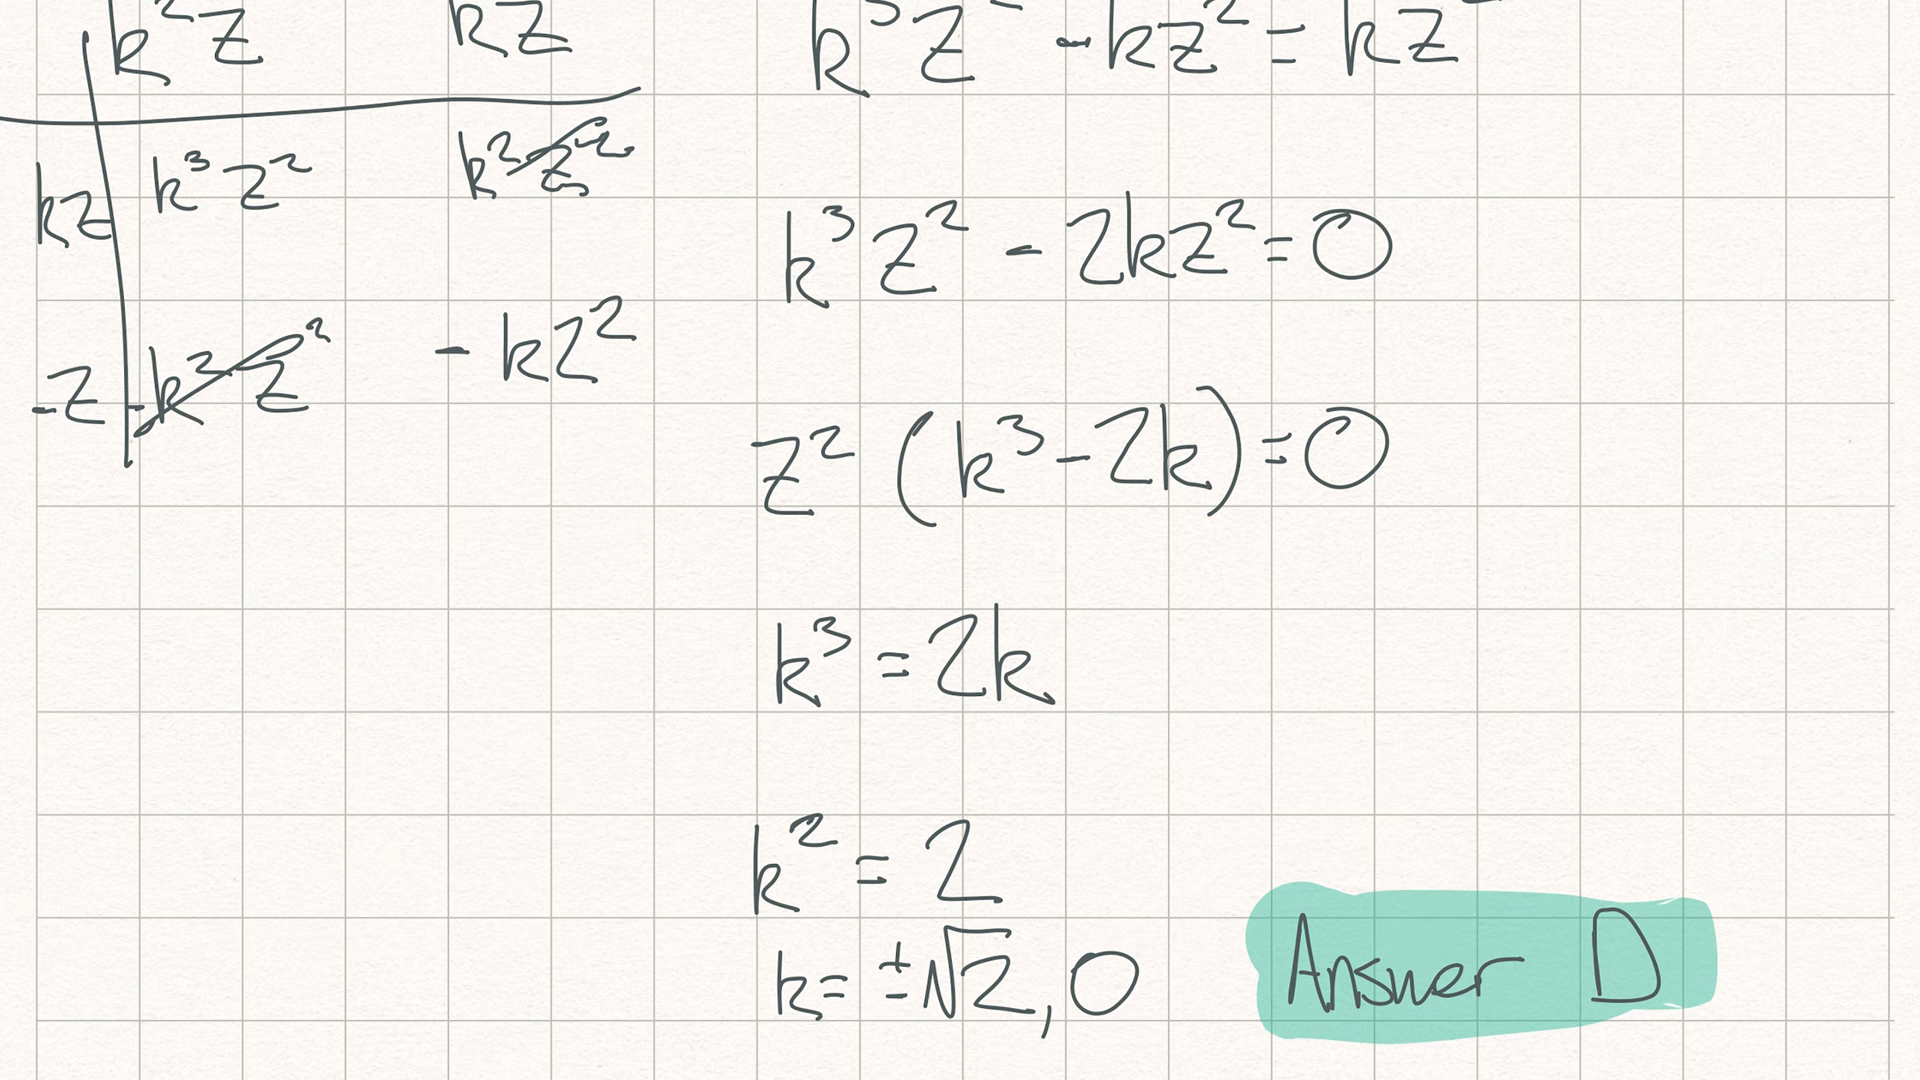 k²z kz
kz k³z² k²z²
-z -k²z² - kz²
k³z² - kz² = kz²
k³z² - 2kz² = 0
z² (k³ - 2k) = 0
k³ = 2k
k² = 2
k = ±√2, 0
Answer D